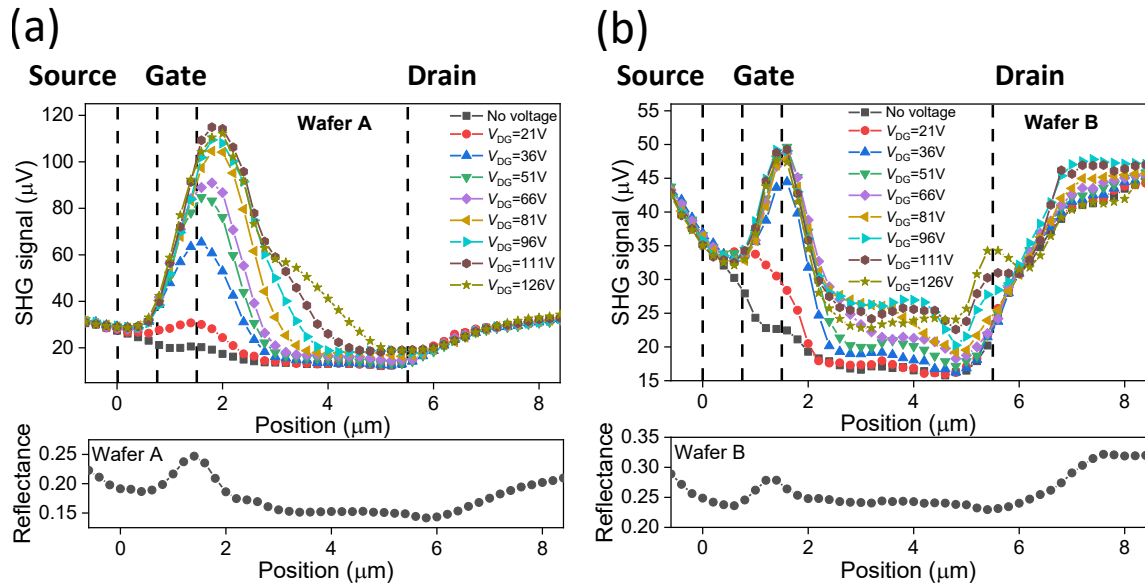 (a)
Source Gate Drain
120
100
80
60
40
20
SHG signal (μV)
Wafer A
No voltage
VDG=21V
VDG=36V
VDG=51V
VDG=66V
VDG=81V
VDG=96V
VDG=111V
VDG=126V
0 2 4 6 8
Position (μm)
0.25
0.20
0.15
Reflectance
Wafer A
0 2 4 6 8
Position (μm)
(b)
Source Gate Drain
55
50
45
40
35
30
25
20
15
SHG signal (μV)
No voltage
VDG=21V
VDG=36V
VDG=51V
VDG=66V
VDG=81V
VDG=96V
VDG=111V
VDG=126V
Wafer B
0 2 4 6 8
Position (μm)
0.35
0.30
0.25
0.20
Reflectance
Wafer B
0 2 4 6 8
Position (μm)